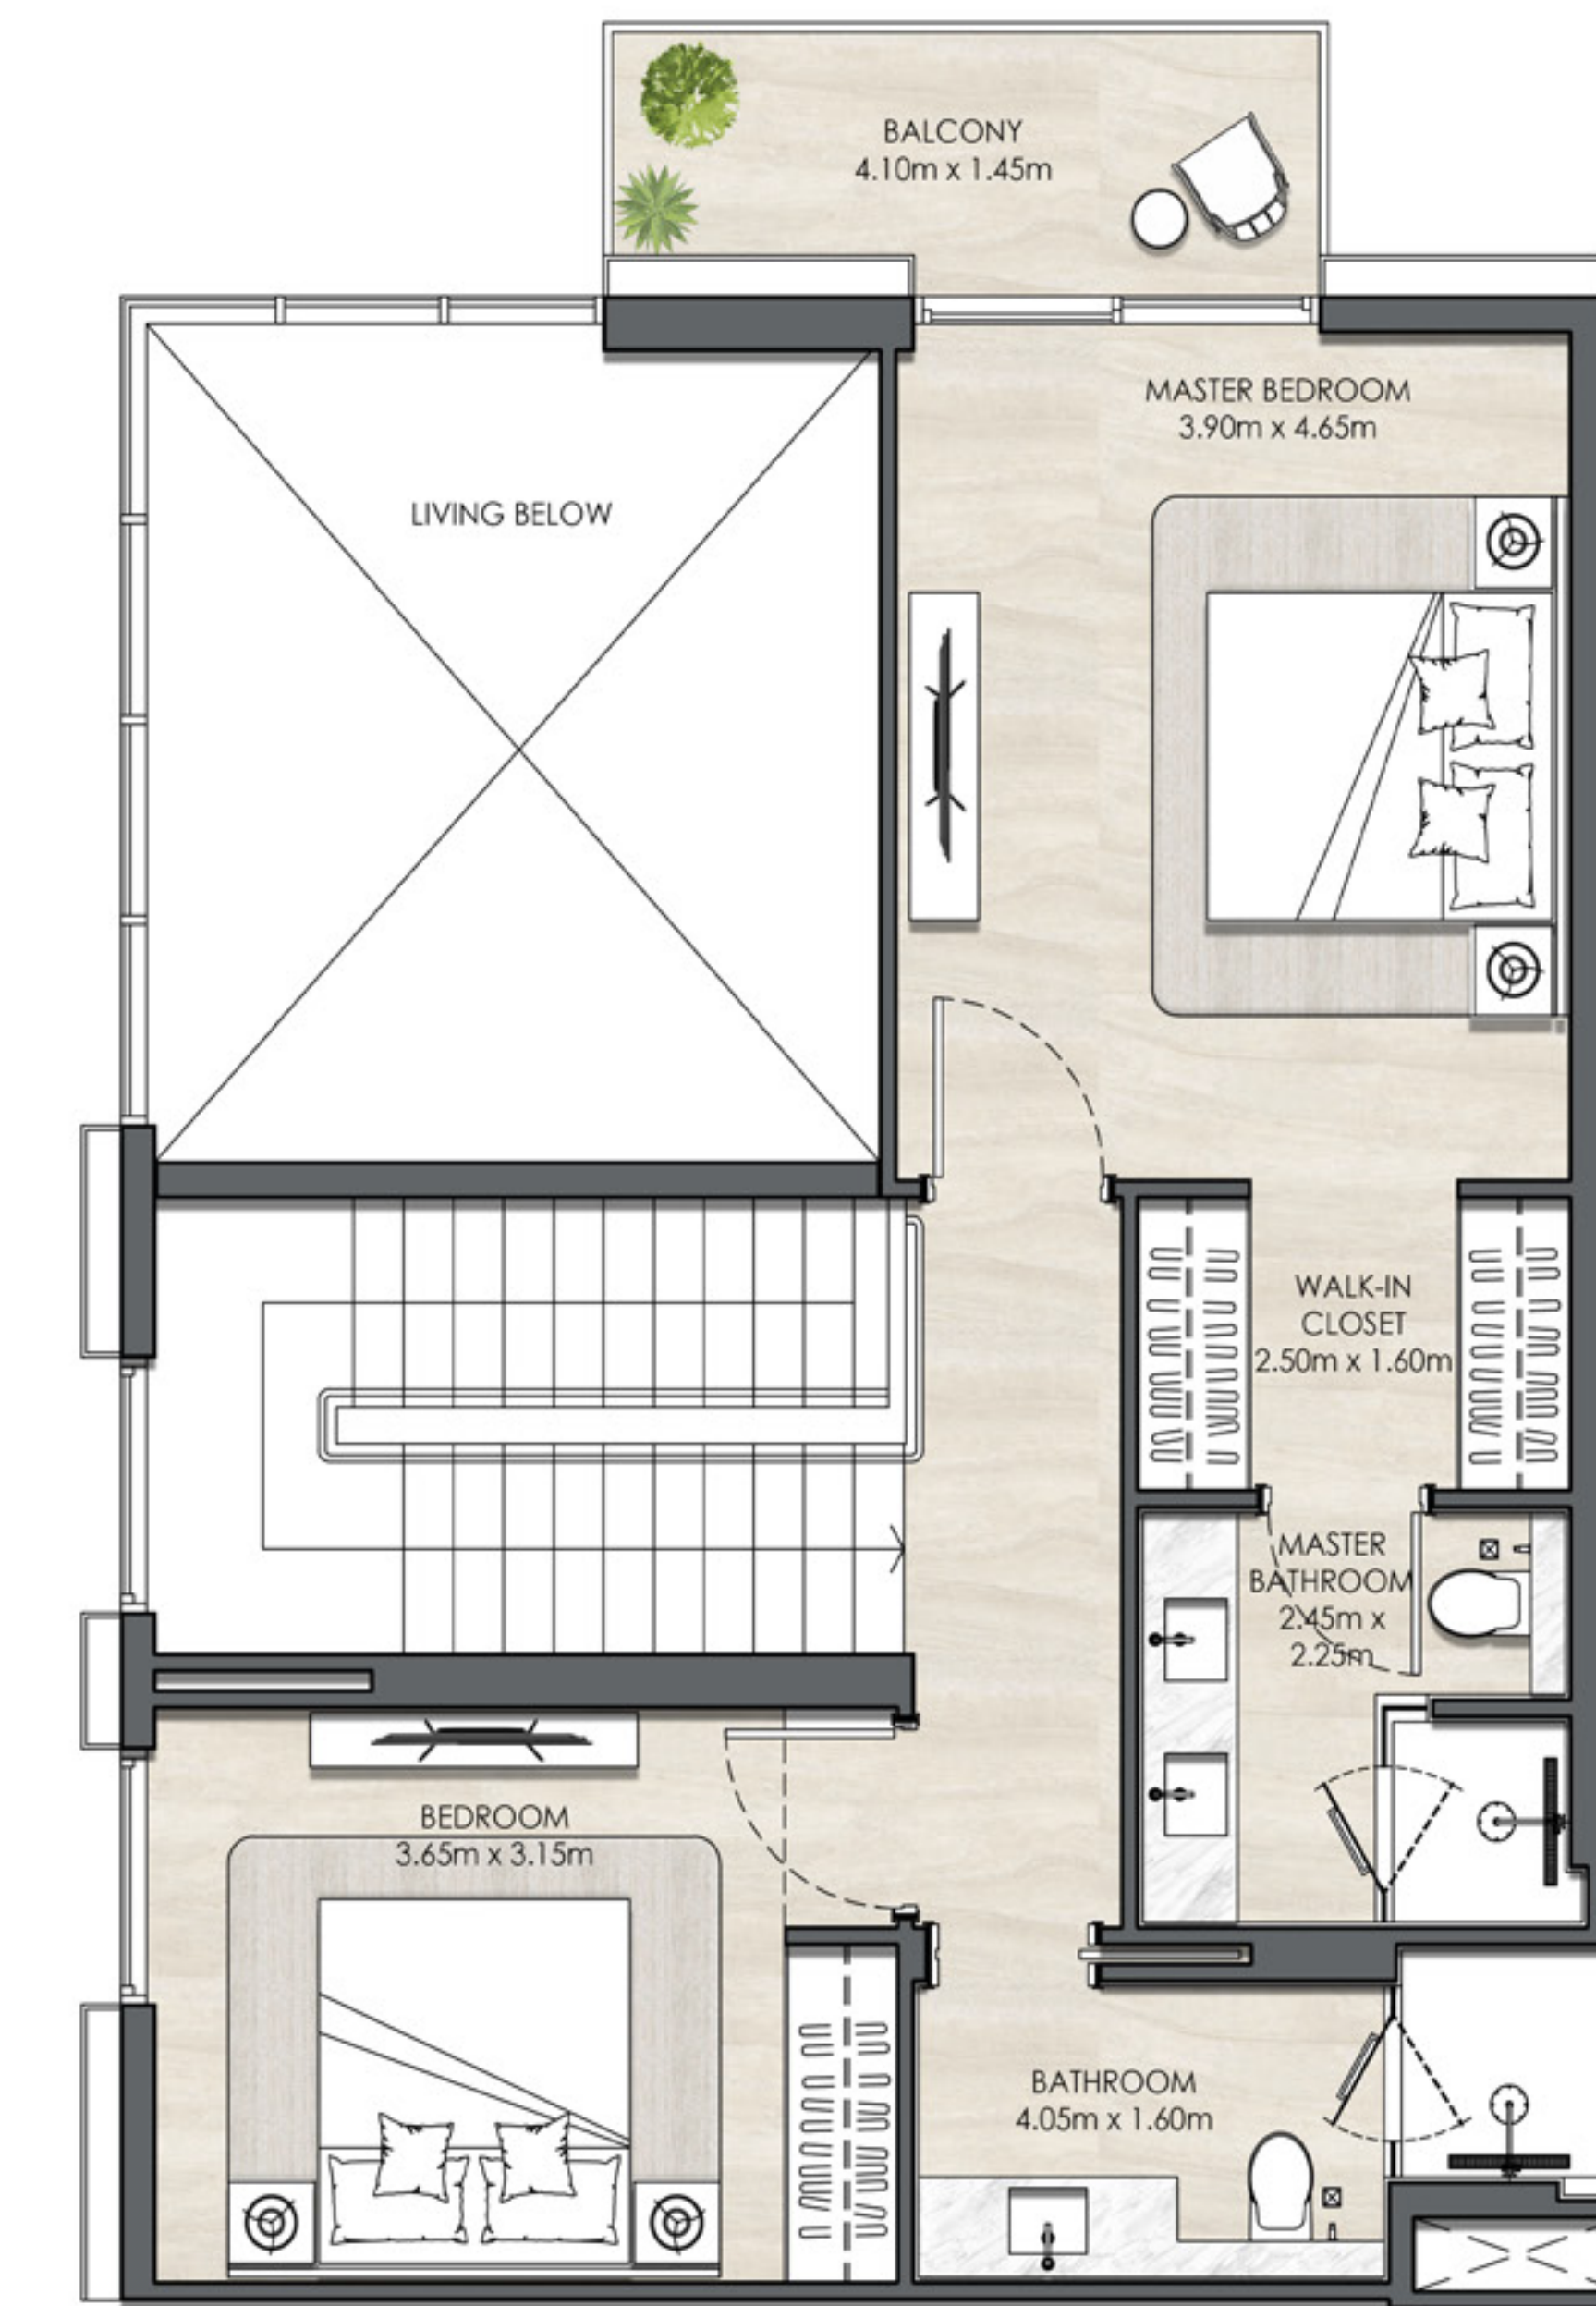 BALCONY
4.10m x 1.45m
MASTER BEDROOM
3.90m x 4.65m
LIVING BELOW
WALK-IN
CLOSET
2.50m x 1.60m
MASTER
BATHROOM
2.45m x
2.25m
BEDROOM
3.65m x 3.15m
BATHROOM
4.05m x 1.60m